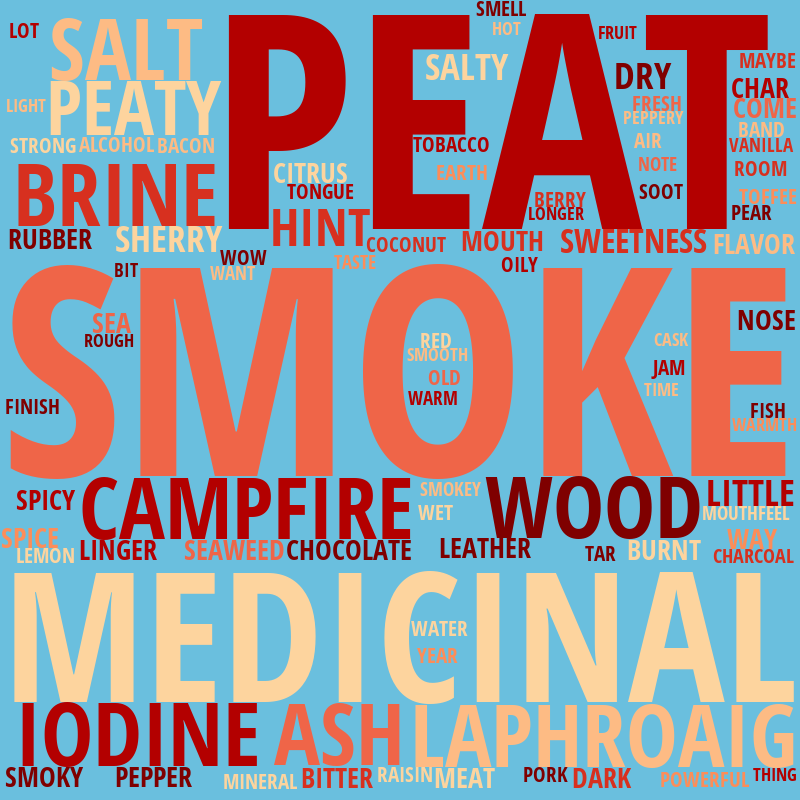 SMELL
LOT
SALT
PEAT
HOT
FRUIT
SALTY
DRY
MAYBE
CHAR
PEATY
LIGHT
FRESH
COME
PEPPERY
BAND
STRONG
ALCOHOL
BACON
TOBACCO
AIR
VANILLA
BRINE
CITRUS
EARTH
NOTE
ROOM
TONGUE
BERRY
SOOT
TOFFEE
LONGER
PEAR
RUBBER
SHERRY
HINT
COCONUT
MOUTH
SWEETNESS
FLAVOR
WOW
TASTE
OILY
BIT
WANT
SMOKE
SEA
ROUGH
RED
SMOOTH
CASK
NOSE
OLD
JAM
WARM
TIME
FINISH
FISH
WARMTH
SPICY
CAMPFIRE
SMOKEY
WOOD
LITTLE
WET
MOUTHFEEL
SPICE
WAY
LEMON
LINGER
SEAWEED
CHOCOLATE
LEATHER
TAR
BURNT
CHARCOAL
MEDICINAL
WATER
YEAR
IODINE
ASH
LAPHROAIG
SMOKY
PEPPER
MINERAL
BITTER
RAISIN
MEAT
PORK
DARK
POWERFUL
THING